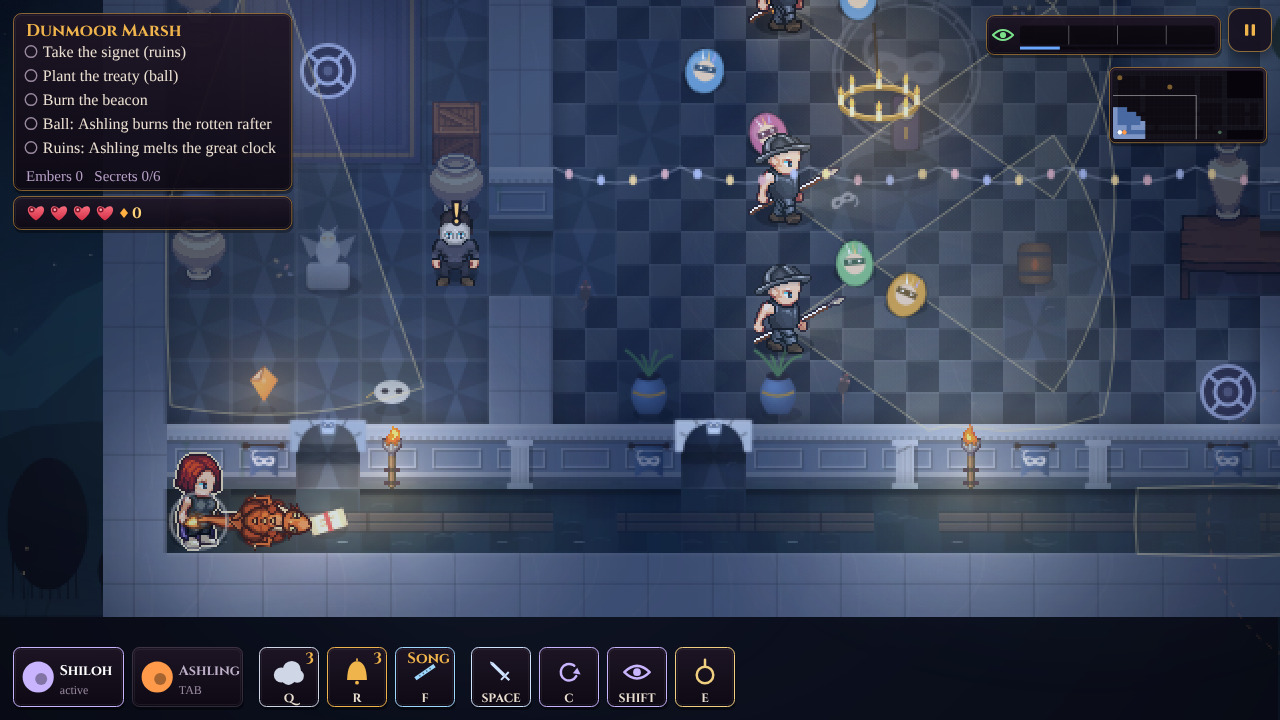 Dunmoor Marsh
Take the signet (ruins)
Plant the treaty (ball)
Burn the beacon
Ball: Ashling burns the rotten rafter
Ruins: Ashling melts the great clock
Embers 0 Secrets 0/6
0
!
Shiloh
active
Ashling
TAB
3
Q
3
R
Song
F
SPACE
C
SHIFT
E